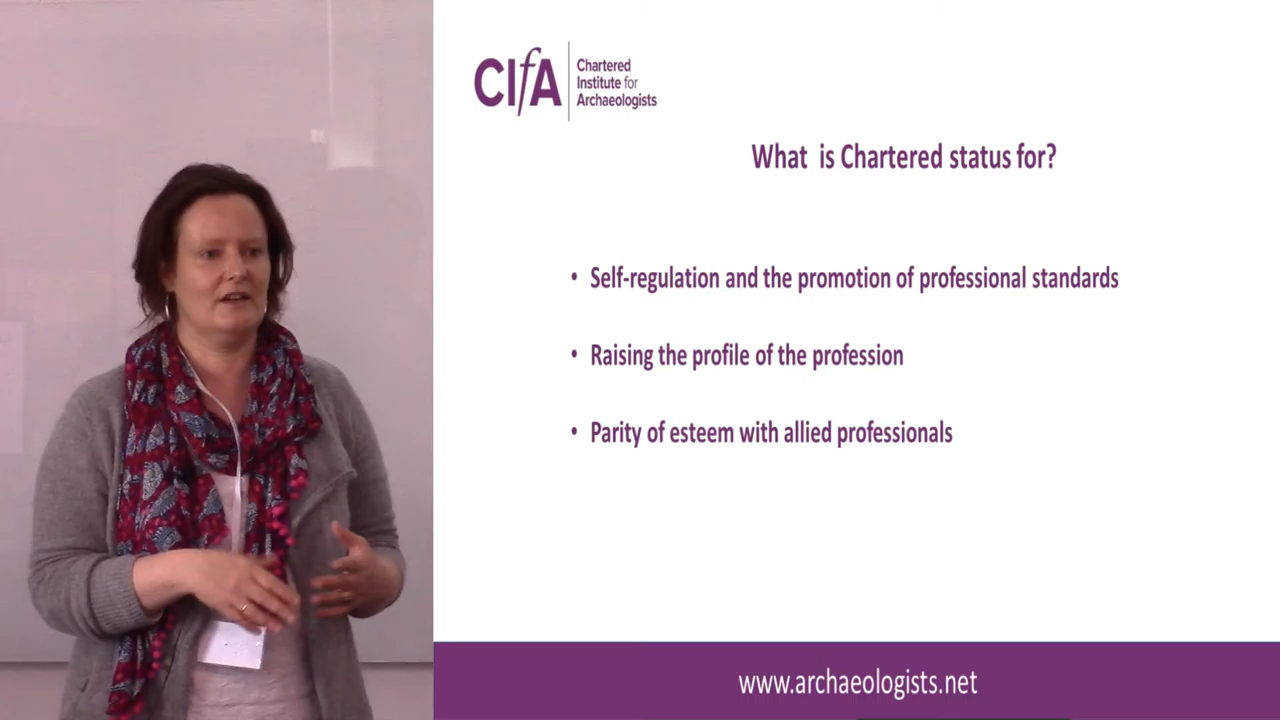 CIfA
Chartered
Institute for
Archaeologists
What is Chartered status for?
• Self-regulation and the promotion of professional standards
• Raising the profile of the profession
• Parity of esteem with allied professionals
www.archaeologists.net